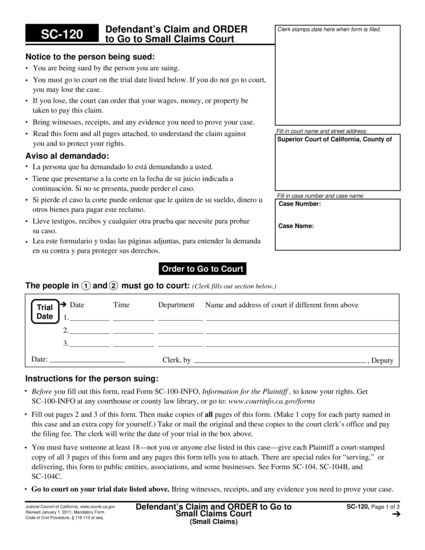 SC-120
Defendant's Claim and ORDER
to Go to Small Claims Court
Clerk stamps date here when form is filed.
Notice to the person being sued:
• You are being sued by the person you are suing.
• You must go to court on the trial date listed below. If you do not go to court,
you may lose the case.
• If you lose, the court can order that your wages, money, or property be
taken to pay this claim.
• Bring witnesses, receipts, and any evidence you need to prove your case.
• Read this form and all pages attached, to understand the claim against
you and to protect your rights.
Fill in court name and street address:
Superior Court of California, County of
Aviso al demandado:
• La persona que ha demandado lo está demandando a usted.
• Tiene que presentarse a la corte en la fecha de su juicio indicada a
continuación. Si no se presenta, puede perder el caso.
• Si pierde el caso la corte puede ordenar que le quiten de su sueldo, dinero u
otros bienes para pagar este reclamo.
• Lleve testigos, recibos y cualquier otra prueba que necesite para probar
su caso.
• Lea este formulario y todas las páginas adjuntas, para entender la demanda
en su contra y para proteger sus derechos.
Fill in case number and case name:
Case Number:
Case Name:
Order to Go to Court
The people in 1 and 2 must go to court: (Clerk fills out section below.)
Trial
Date
➔ Date Time Department Name and address of court if different from above
1.
2.
3.
Date: Clerk, by , Deputy
Instructions for the person suing:
• Before you fill out this form, read Form SC-100-INFO, Information for the Plaintiff , to know your rights. Get
SC-100-INFO at any courthouse or county law library, or go to: www.courtinfo.ca.gov/forms
• Fill out pages 2 and 3 of this form. Then make copies of all pages of this form. (Make 1 copy for each party named in
this case and an extra copy for yourself.) Take or mail the original and these copies to the court clerk's office and pay
the filing fee. The clerk will write the date of your trial in the box above.
• You must have someone at least 18—not you or anyone else listed in this case—give each Plaintiff a court-stamped
copy of all 3 pages of this form and any pages this form tells you to attach. There are special rules for “serving,” or
delivering, this form to public entities, associations, and some businesses. See Forms SC-104, SC-104B, and
SC-104C.
• Go to court on your trial date listed above. Bring witnesses, receipts, and any evidence you need to prove your case.
Judicial Council of California, www.courts.ca.gov
Revised January 1, 2011, Mandatory Form
Code of Civil Procedure, § 116.110 et seq.
Defendant's Claim and ORDER to Go to
Small Claims Court
(Small Claims)
SC-120, Page 1 of 3
➔